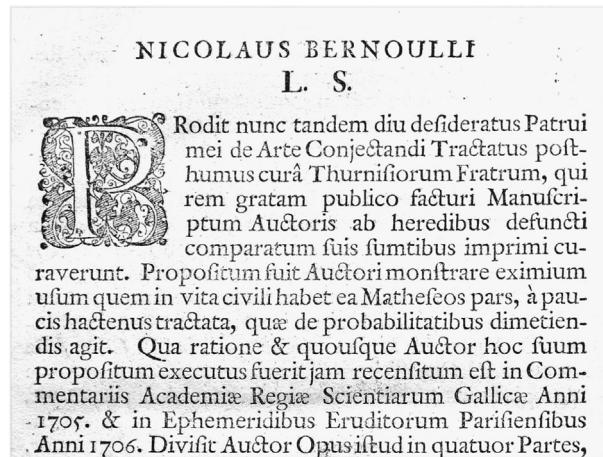 NICOLAUS BERNOULLI
L. S.
PRodit nunc tandem diu deſideratus Patrui
mei de Arte Conjectandi Tractatus poſt-
humus curâ Thurniſiorum Fratrum, qui
rem gratam publico facturi Manuſcri-
ptum Auctoris ab heredibus defuncti
comparatum ſuis ſumtibus imprimi cu-
raverunt. Propoſitum fuit Auctori monſtrare eximium
uſum quem in vita civili habet ea Matheſeos pars, à pau-
cis hactenus tractata, quæ de probabilitatibus dimetien-
dis agit. Qua ratione & quouſque Auctor hoc ſuum
propoſitum executus fuerit jam recenſitum eſt in Com-
mentariis Academiæ Regiæ Scientiarum Gallicæ Anni
1705. & in Ephemeridibus Eruditorum Pariſienſibus
Anni 1706. Diviſit Auctor Opus iſtud in quatuor Partes,